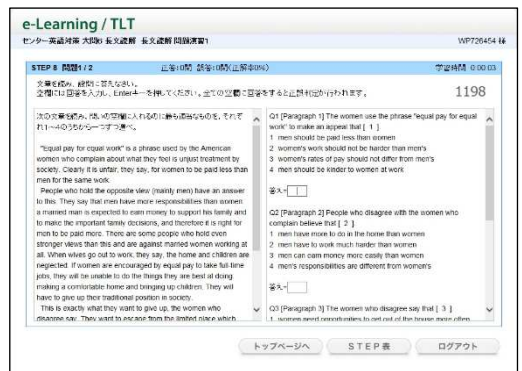 e-Learning / TLT
センター英語対策 大問6 長文読解 長文読解 問題演習1
WP726454 様
STEP 8 問題1 / 2
正答:0問 誤答:0問(正解率0%)
学習時間 0:00:03
文章を読み、設問に答えなさい。
空欄には回答を入力し、Enterキーを押してください。全ての空欄に回答をすると正誤判定が行われます。
1198
次の文章を読み、問いの空欄に入れるのに最も適当なものを、それぞ
れ1~4のうちから一つずつ選べ。
"Equal pay for equal work" is a phrase used by the American
women who complain about what they feel is unjust treatment by
society. Clearly it is unfair, they say, for women to be paid less than
men for the same work.
People who hold the opposite view (mainly men) have an answer
to this. They say that men have more responsibilities than women
a married man is expected to earn money to support his family and
to make the important family decisions, and therefore it is right for
men to be paid more. There are some people who hold even
stronger views than this and are against married women working at
all. When wives go out to work, they say, the home and children are
neglected. If women are encouraged by equal pay to take full-time
jobs, they will be unable to do the things they are best at doing
making a comfortable home and bringing up children. They will
have to give up their traditional position in society.
This is exactly what they want to give up, the women who
disagree say. They want to escape from the limited place which
Q1 [Paragraph 1] The women use the phrase "equal pay for equal
work" to make an appeal that [ 1 ]
1 men should be paid less than women
2 women's work should not be harder than men's
3 women's rates of pay should not differ from men's
4 men should be kinder to women at work
答え=
Q2 [Paragraph 2] People who disagree with the women who
complain believe that [ 2 ]
1 men have more to do in the home than women
2 men have to work much harder than women
3 men can earn money more easily than women
4 men's responsibilities are different from women's
答え=
Q3 [Paragraph 3] The women who disagree say that [ 3 ]
1 women need opportunities to get out of the house more often
トップページへ
STEP表
ログアウト